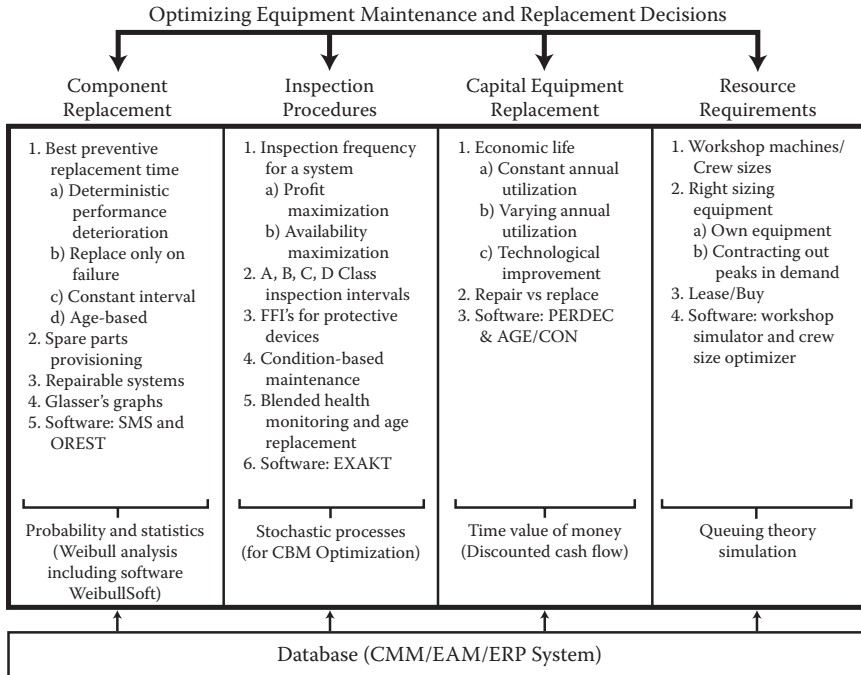 Optimizing Equipment Maintenance and Replacement Decisions
Component
Replacement
1. Best preventive
replacement time
a) Deterministic
performance
deterioration
b) Replace only on
failure
c) Constant interval
d) Age-based
2. Spare parts
provisioning
3. Repairable systems
4. Glasser's graphs
5. Software: SMS and
OREST
Probability and statistics
(Weibull analysis
including software
WeibullSoft)
Inspection
Procedures
1. Inspection frequency
for a system
a) Profit
maximization
b) Availability
maximization
2. A, B, C, D Class
inspection intervals
3. FFI's for protective
devices
4. Condition-based
maintenance
5. Blended health
monitoring and age
replacement
6. Software: EXAKT
Stochastic processes
(for CBM Optimization)
Capital Equipment
Replacement
1. Economic life
a) Constant annual
utilization
b) Varying annual
utilization
c) Technological
improvement
2. Repair vs replace
3. Software: PERDEC
& AGE/CON
Time value of money
(Discounted cash flow)
Resource
Requirements
1. Workshop machines/
Crew sizes
2. Right sizing
equipment
a) Own equipment
b) Contracting out
peaks in demand
3. Lease/Buy
4. Software: workshop
simulator and crew
size optimizer
Queuing theory
simulation
Database (CMM/EAM/ERP System)